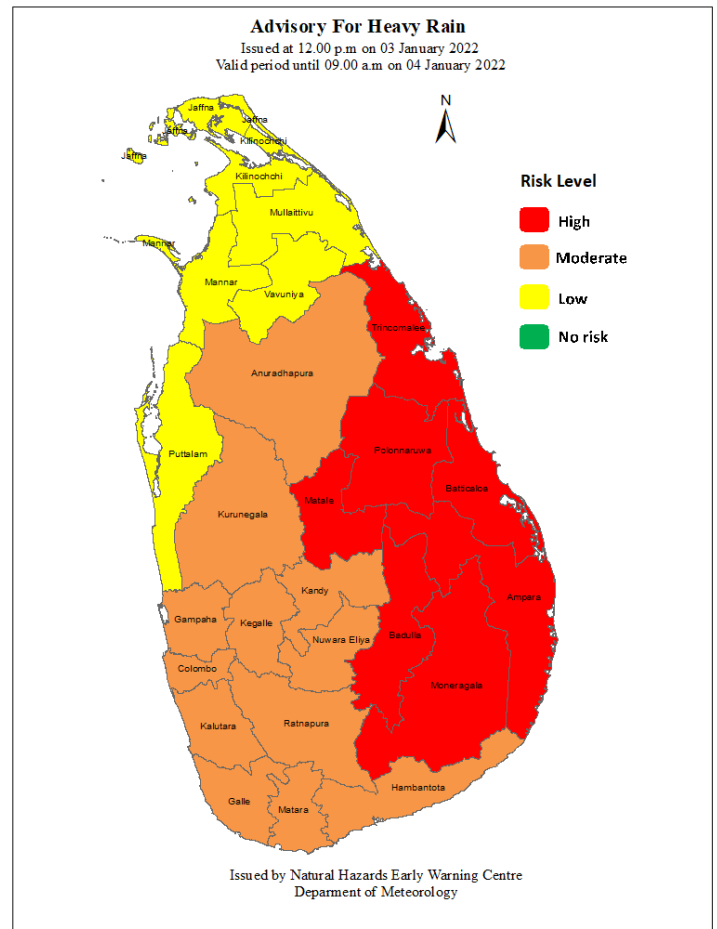 Advisory For Heavy Rain
Issued at 12.00 p.m on 03 January 2022
Valid period until 09.00 a.m on 04 January 2022
N
Jaffna
Jaffna
Jaffna
Kilinochchi
Jaffna
Kilinochchi
Risk Level
High
Mullaittivu
Mannar
Moderate
Mannar
Vavuniya
Low
Trincomalee
No risk
Anuradhapura
Polonnaruwa
Puttalam
Batticaloa
Matale
Kurunegala
Kandy
Ampara
Gampaha
Kegalle
Nuwara Eliya
Badulla
Colombo
Moneragala
Kalutara
Ratnapura
Hambantota
Galle
Matara
Issued by Natural Hazards Early Warning Centre
Deparment of Meteorology